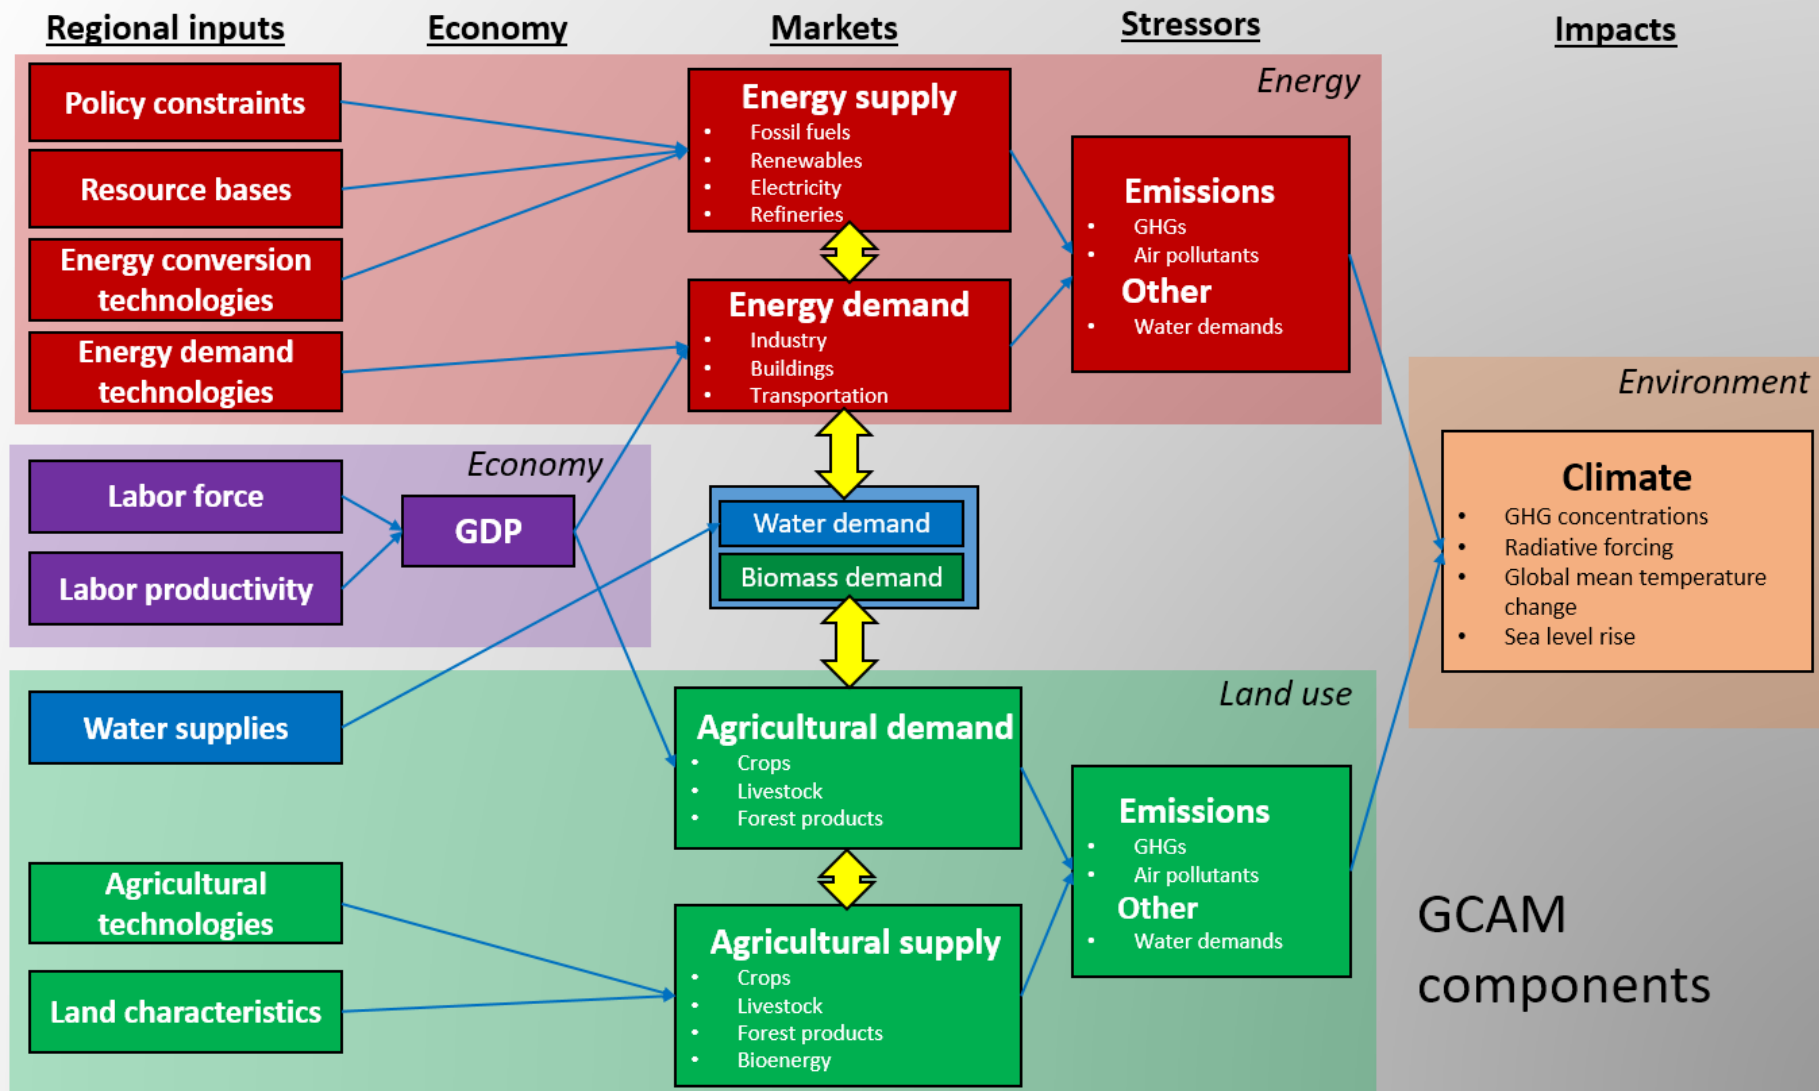 Regional inputs
Economy
Markets
Stressors
Impacts
Energy
Policy constraints
Resource bases
Energy conversion
technologies
Energy demand
technologies
Energy supply
• Fossil fuels
• Renewables
• Electricity
• Refineries
Energy demand
• Industry
• Buildings
• Transportation
Emissions
• GHGs
• Air pollutants
Other
• Water demands
Economy
Labor force
Labor productivity
GDP
Water demand
Biomass demand
Environment
Climate
• GHG concentrations
• Radiative forcing
• Global mean temperature
change
• Sea level rise
Land use
Water supplies
Agricultural
technologies
Land characteristics
Agricultural demand
• Crops
• Livestock
• Forest products
Agricultural supply
• Crops
• Livestock
• Forest products
• Bioenergy
Emissions
• GHGs
• Air pollutants
Other
• Water demands
GCAM
components